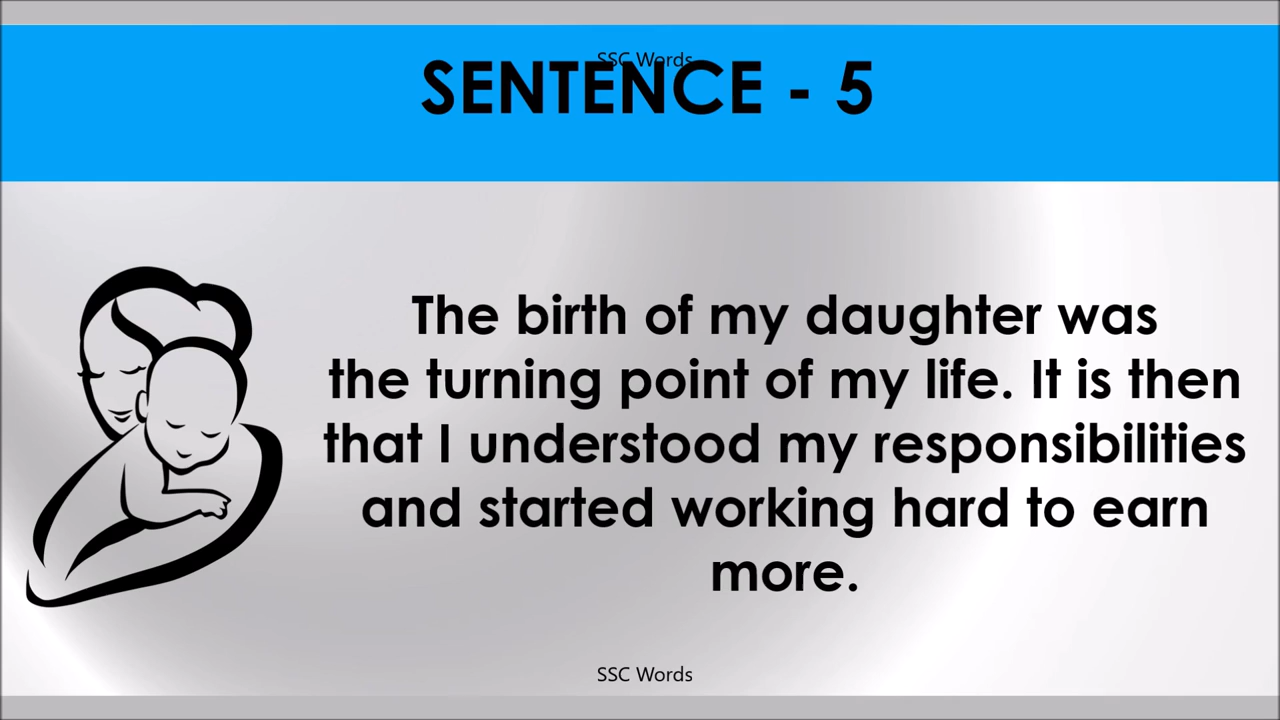 SSC Words
SENTENCE - 5
The birth of my daughter was
the turning point of my life. It is then
that I understood my responsibilities
and started working hard to earn
more.
SSC Words